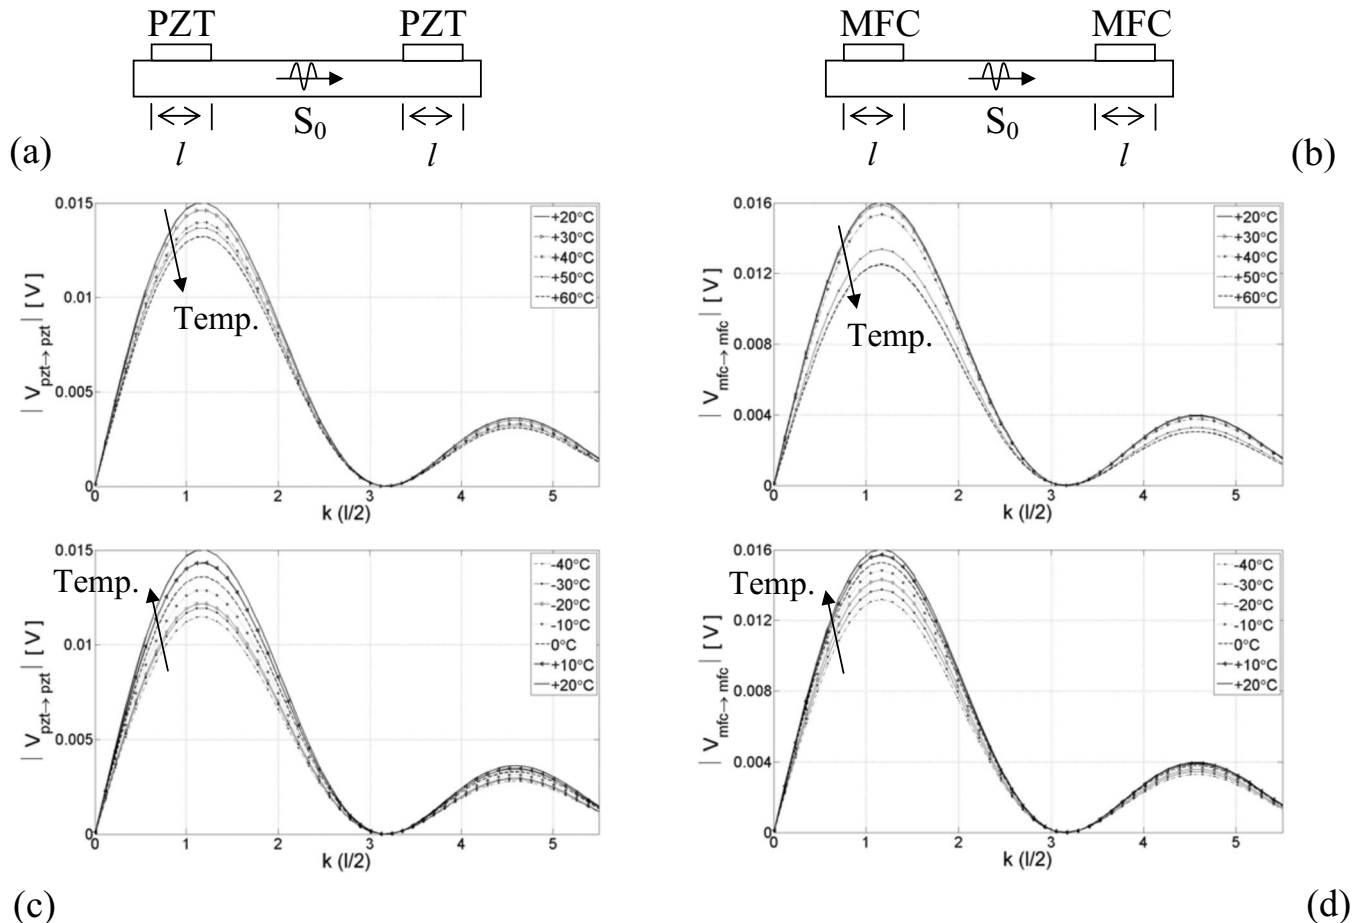 PZT PZT
S0
l l
(a)
MFC MFC
S0
l l
(b)
| V pzt→ pzt | [ V]
0.015
0.01
0.005
0
0 1 2 3 4 5
k (l/2)
Temp.
+20°C
+30°C
+40°C
+50°C
+60°C
| V mfc→ mfc | [ V]
0.016
0.012
0.008
0.004
0
0 1 2 3 4 5
k (l/2)
Temp.
+20°C
+30°C
+40°C
+50°C
+60°C
| V pzt→ pzt | [ V]
0.015
0.01
0.005
0
0 1 2 3 4 5
k (l/2)
Temp.
-40°C
-30°C
-20°C
-10°C
0°C
+10°C
+20°C
(c)
| V mfc→ mfc | [ V]
0.016
0.012
0.008
0.004
0
0 1 2 3 4 5
k (l/2)
Temp.
-40°C
-30°C
-20°C
-10°C
0°C
+10°C
+20°C
(d)